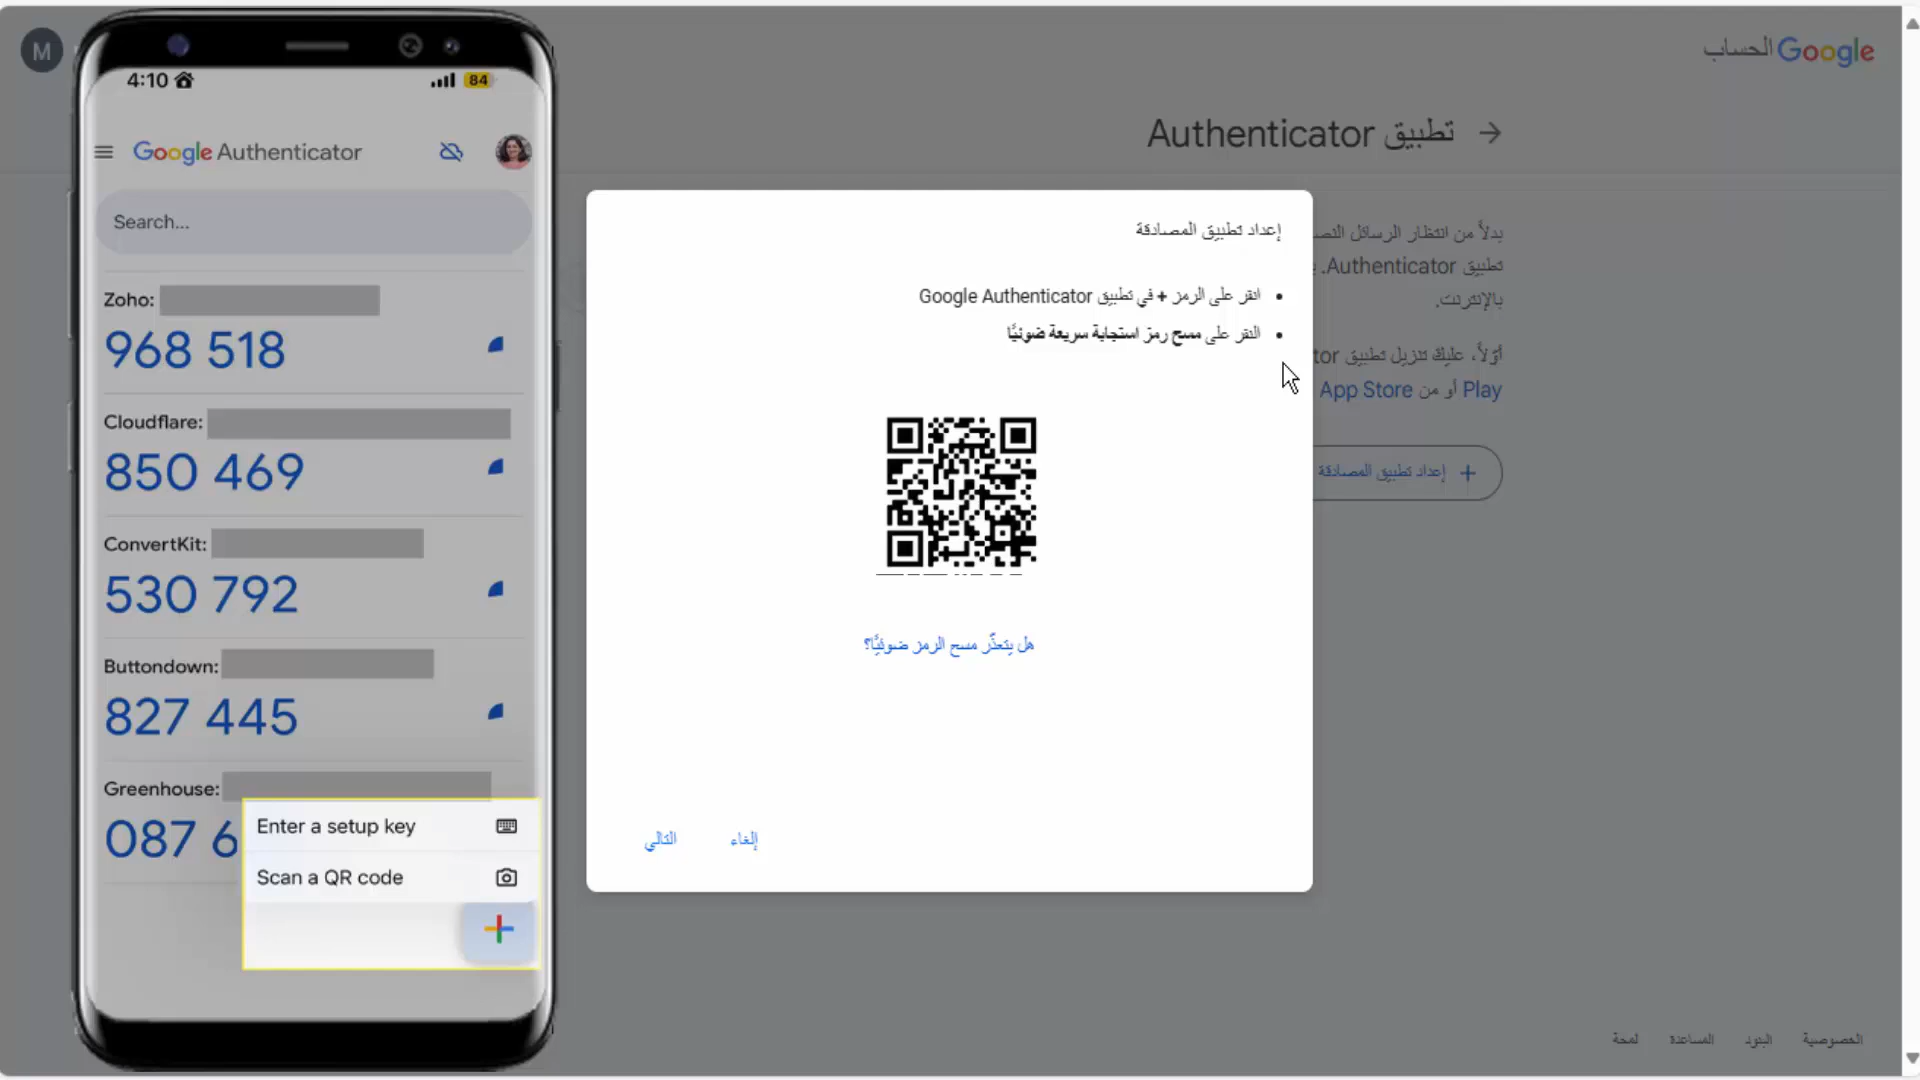 M
الحساب Google
تطبيق Authenticator
4:10
84
Google Authenticator
Search...
Zoho:
968 518
Cloudflare:
850 469
ConvertKit:
530 792
Buttondown:
827 445
Greenhouse:
087 6
Enter a setup key
Scan a QR code
إعداد تطبيق المصادقة
انقر على الرمز + في تطبيق Google Authenticator
النقر على مسح رمز استجابة سريعة ضوئيًا
هل يتعذّر مسح الرمز ضوئيًا؟
إلغاء
التالي
بدلاً من انتظار الرسائل
تطبيق Authenticator.
بالإنترنت.
أوّلاً، عليك تنزيل تطبيق tor
Play أو من App Store
إعداد تطبيق المصادقة
الخصوصية
البنود
المساعدة
لمحة